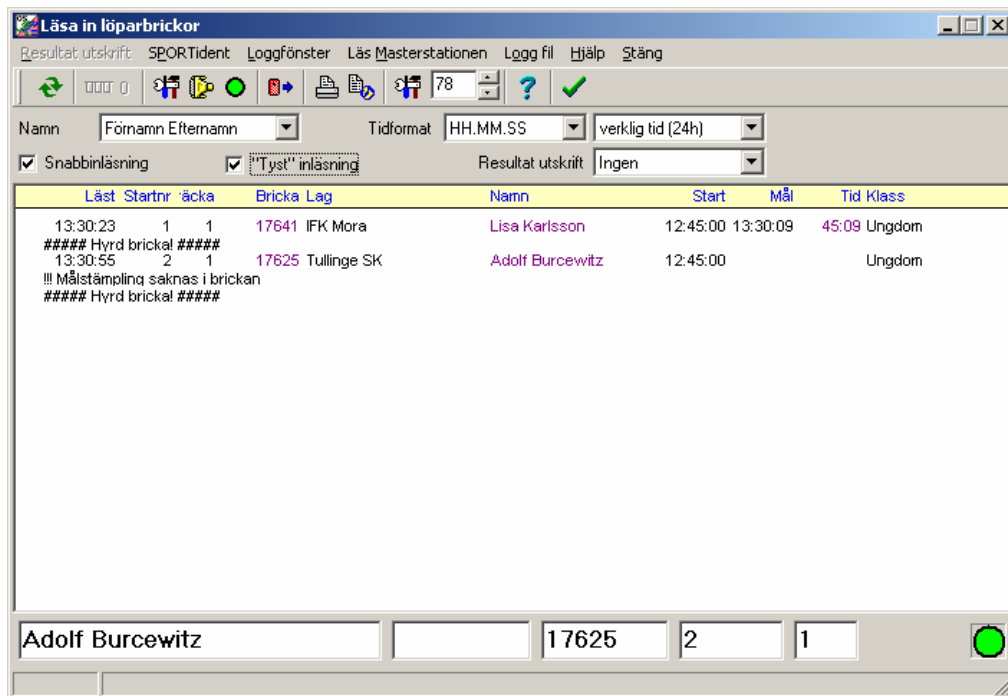 Läsa in löparbrickor
Resultat utskrift SPORTident Loggfönster Läs Masterstationen Logg fil Hjälp Stäng
0 78 ?
Namn Förnamn Efternamn Tidformat HH.MM.SS verklig tid (24h)
Snabbinläsning "Tyst" inläsning Resultat utskrift Ingen
Läst Startnr räcka Bricka Lag Namn Start Mål Tid Klass
13:30:23 1 1 17641 IFK Mora Lisa Karlsson 12:45:00 13:30:09 45:09 Ungdom
##### Hyrd bricka! #####
13:30:55 2 1 17625 Tullinge SK Adolf Burcewitz 12:45:00 Ungdom
!!! Målstämpling saknas i brickan
##### Hyrd bricka! #####
Adolf Burcewitz 17625 2 1